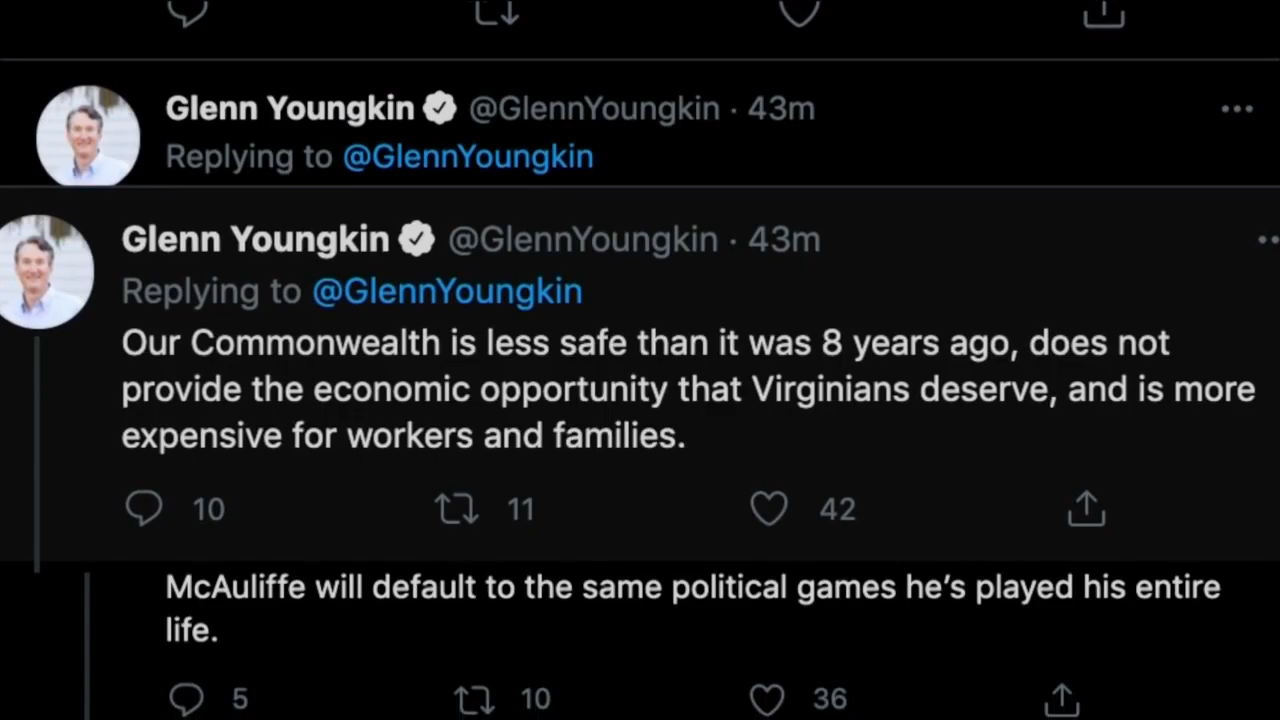 Glenn Youngkin @GlennYoungkin · 43m
Replying to @GlennYoungkin
Glenn Youngkin @GlennYoungkin · 43m
Replying to @GlennYoungkin
Our Commonwealth is less safe than it was 8 years ago, does not
provide the economic opportunity that Virginians deserve, and is more
expensive for workers and families.
10 11 42
McAuliffe will default to the same political games he’s played his entire
life.
5 10 36